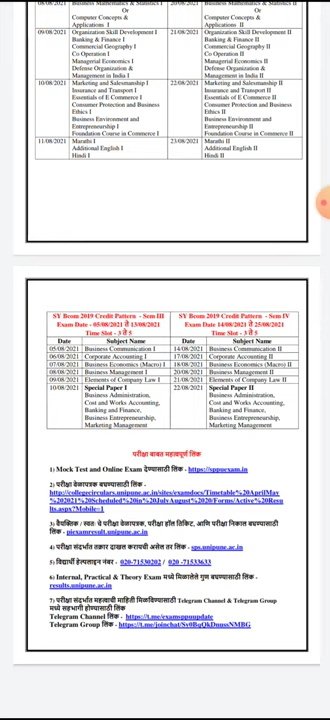 08/08/2021 Business Mathematics & Statistics I 20/08/2021 Business Mathematics & Statistics II
Or Or
Computer Concepts & Computer Concepts &
Applications I Applications II
09/08/2021 Organization Skill Development I 21/08/2021 Organization Skill Development II
Banking & Finance I Banking & Finance II
Commercial Geography I Commercial Geography II
Co Operation I Co Operation II
Managerial Economics I Managerial Economics II
Defense Organization & Defense Organization &
Management in India I Management in India II
10/08/2021 Marketing and Salesmanship I 22/08/2021 Marketing and Salesmanship II
Insurance and Transport I Insurance and Transport II
Essentials of E Commerce I Essentials of E Commerce II
Consumer Protection and Business Consumer Protection and Business
Ethics I Ethics II
Business Environment and Business Environment and
Entrepreneurship I Entrepreneurship II
Foundation Course in Commerce I Foundation Course in Commerce II
11/08/2021 Marathi I 23/08/2021 Marathi II
Additional English I Additional English II
Hindi I Hindi II
SY Bcom 2019 Credit Pattern - Sem III SY Bcom 2019 Credit Pattern - Sem IV
Exam Date - 05/08/2021 ते 13/08/2021 Exam Date 14/08/2021 ते 25/08/2021
Time Slot - 3 ते 5 Time Slot - 3 ते 5
Date Subject Name Date Subject Name
05/08/2021 Business Communication I 14/08/2021 Business Communication II
06/08/2021 Corporate Accounting I 17/08/2021 Corporate Accounting II
07/08/2021 Business Economics (Macro) I 18/08/2021 Business Economics (Macro) II
08/08/2021 Business Management I 20/08/2021 Business Management II
09/08/2021 Elements of Company Law I 21/08/2021 Elements of Company Law II
10/08/2021 Special Paper I 22/08/2021 Special Paper II
Business Administration, Business Administration,
Cost and Works Accounting, Cost and Works Accounting,
Banking and Finance, Banking and Finance,
Business Entrepreneurship, Business Entrepreneurship,
Marketing Management Marketing Management
परीक्षा बाबत महत्वपूर्ण लिंक
1) Mock Test and Online Exam देण्यासाठी लिंक - https://sppuexam.in
2) परीक्षा वेळापत्रक बघण्यासाठी लिंक -
http://collegecirculars.unipune.ac.in/sites/examdocs/Timetable%20AprilMay
%202021%20Scheduled%20in%20JulyAugust%2020/Forms/Active%20Resu
lts.aspx?Mobile=1
3) वैयक्तिक / स्वतः चे परीक्षा वेळापत्रक, परीक्षा हॉल तिकिट, आणि परीक्षा निकाल बघण्यासाठी
लिंक - piexamresult.unipune.ac.in
4) परीक्षा संदर्भात तक्रार दाखल करायची असेल तर लिंक - sps.unipune.ac.in
5) विद्यार्थी हेल्पलाइन नंबर - 020-71530202 / 020 -71533633
6) Internal, Practical & Theory Exam मध्ये मिळालेले गुण बघण्यासाठी लिंक -
results.unipune.ac.in
7) परीक्षा संदर्भात महत्वाची माहिती मिळविण्यासाठी Telegram Channel & Telegram Group
मध्ये सहभागी होण्यासाठी लिंक
Telegram Channel लिंक - https://t.me/examsppuupdate
Telegram Group लिंक - https://t.me/joinchat/Sv0BgQkDmussNMBG